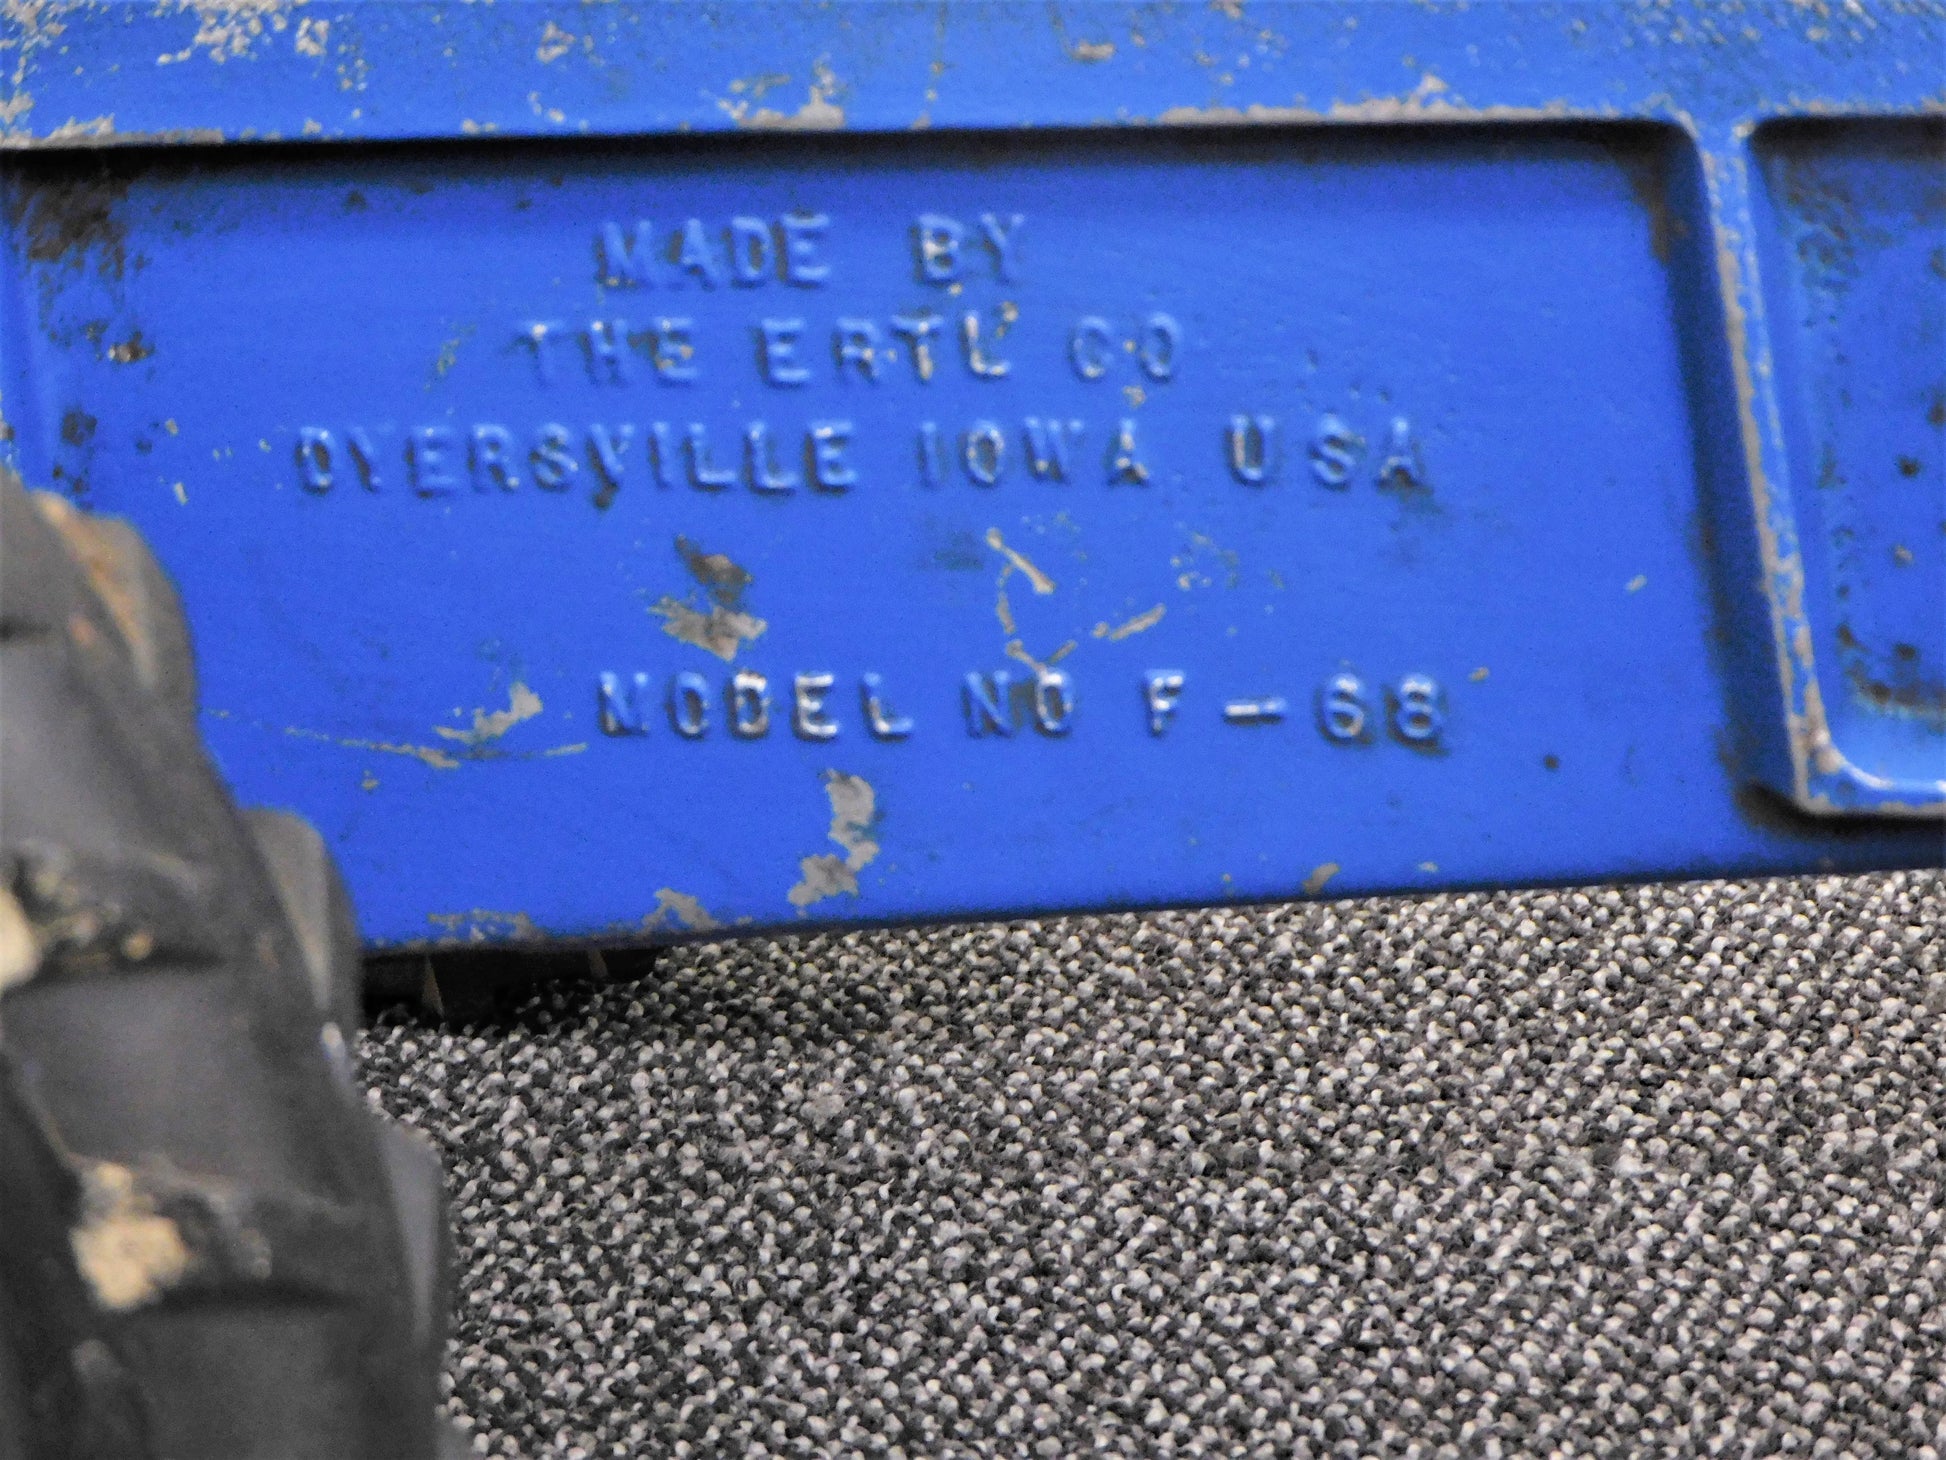 MADE BY
THE ERTL CO
DYERSVILLE IOWA USA
MODEL NO F-68